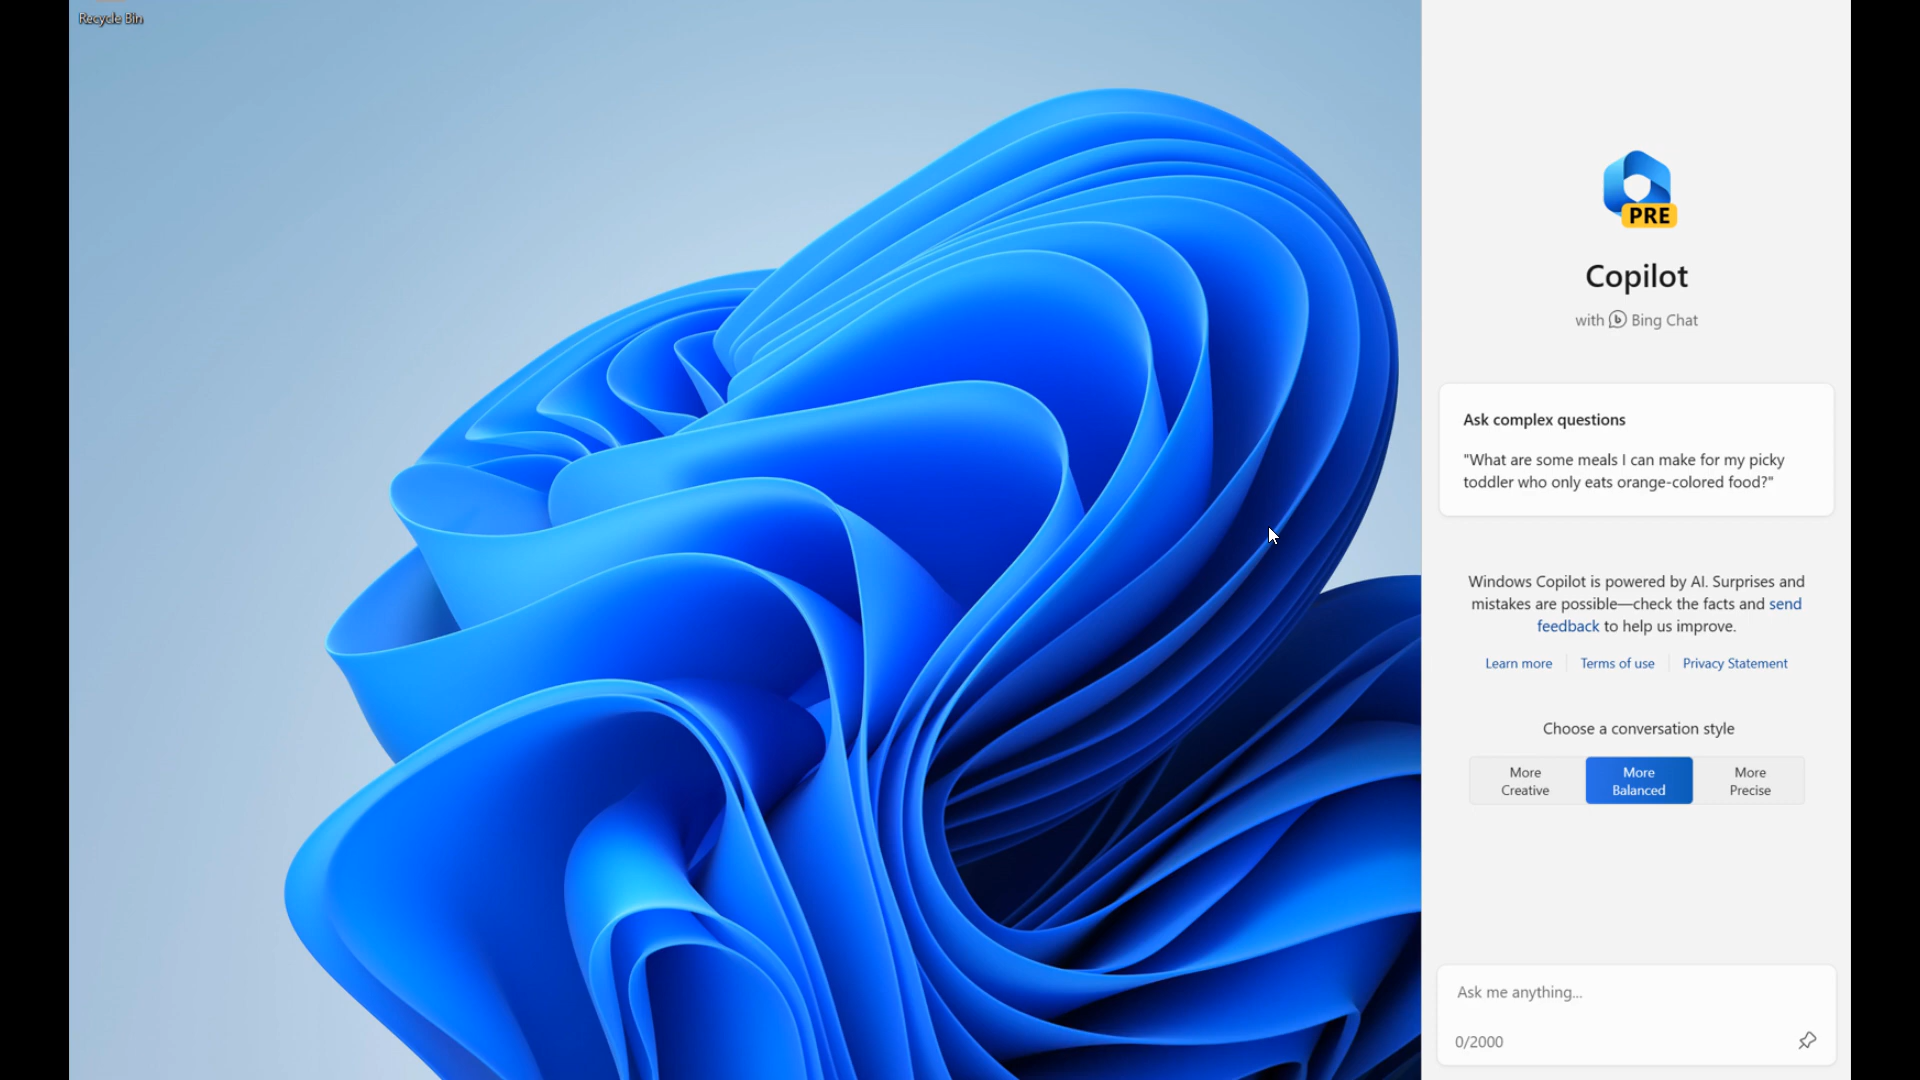 Recycle Bin
PRE
Copilot
with Bing Chat
Ask complex questions
"What are some meals I can make for my picky
toddler who only eats orange-colored food?"
Windows Copilot is powered by AI. Surprises and
mistakes are possible—check the facts and send
feedback to help us improve.
Learn more Terms of use Privacy Statement
Choose a conversation style
More
Creative
More
Balanced
More
Precise
Ask me anything...
0/2000